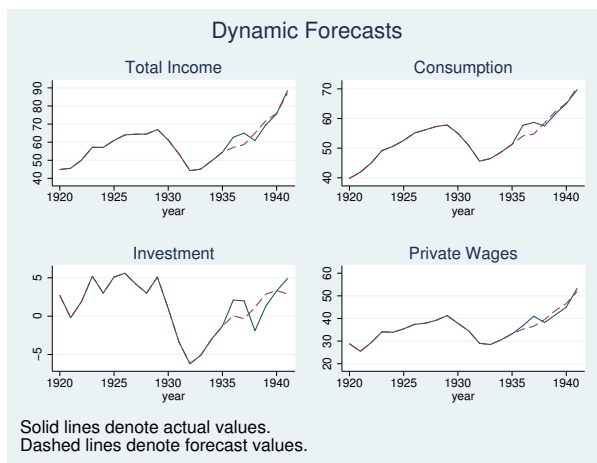 Dynamic Forecasts
Total Income
40 50 60 70 80 90
1920 1925 1930 1935 1940
year
Consumption
40 50 60 70
1920 1925 1930 1935 1940
year
Investment
−5 0 5
1920 1925 1930 1935 1940
year
Private Wages
20 30 40 50 60
1920 1925 1930 1935 1940
year
Solid lines denote actual values.
Dashed lines denote forecast values.